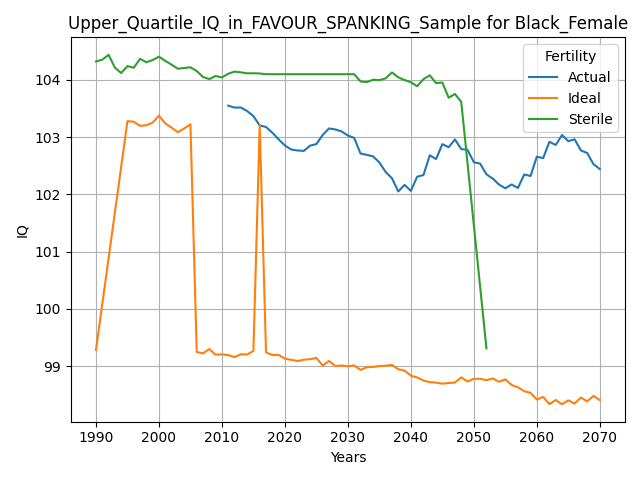 Upper_Quartile_IQ_in_FAVOUR_SPANKING_Sample for Black_Female
Fertility
Actual
Ideal
Sterile
104
103
102
101
100
99
IQ
1990 2000 2010 2020 2030 2040 2050 2060 2070
Years